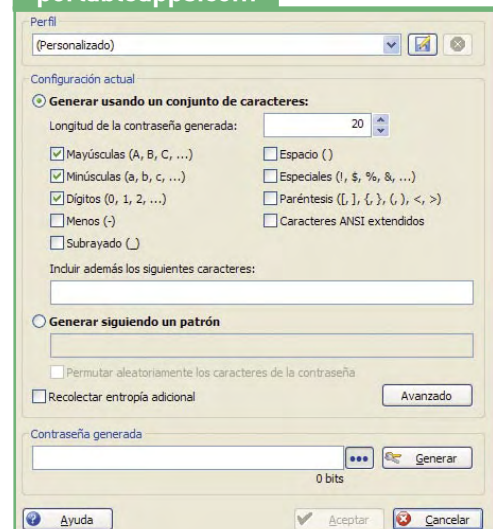 portableapps.com
Perfil
(Personalizado)
Configuración actual
Generar usando un conjunto de caracteres:
Longitud de la contraseña generada: 20
Mayúsculas (A, B, C, ...) Espacio ( )
Minúsculas (a, b, c, ...) Especiales (!, $, %, &, ...)
Dígitos (0, 1, 2, ...) Paréntesis ([, ], {, }, (, ), <, >)
Menos (-) Caracteres ANSI extendidos
Subrayado (_)
Incluir además los siguientes caracteres:
Generar siguiendo un patrón
Permutar aleatoriamente los caracteres de la contraseña
Recolectar entropía adicional Avanzado
Contraseña generada
Generar
0 bits
Ayuda Aceptar Cancelar